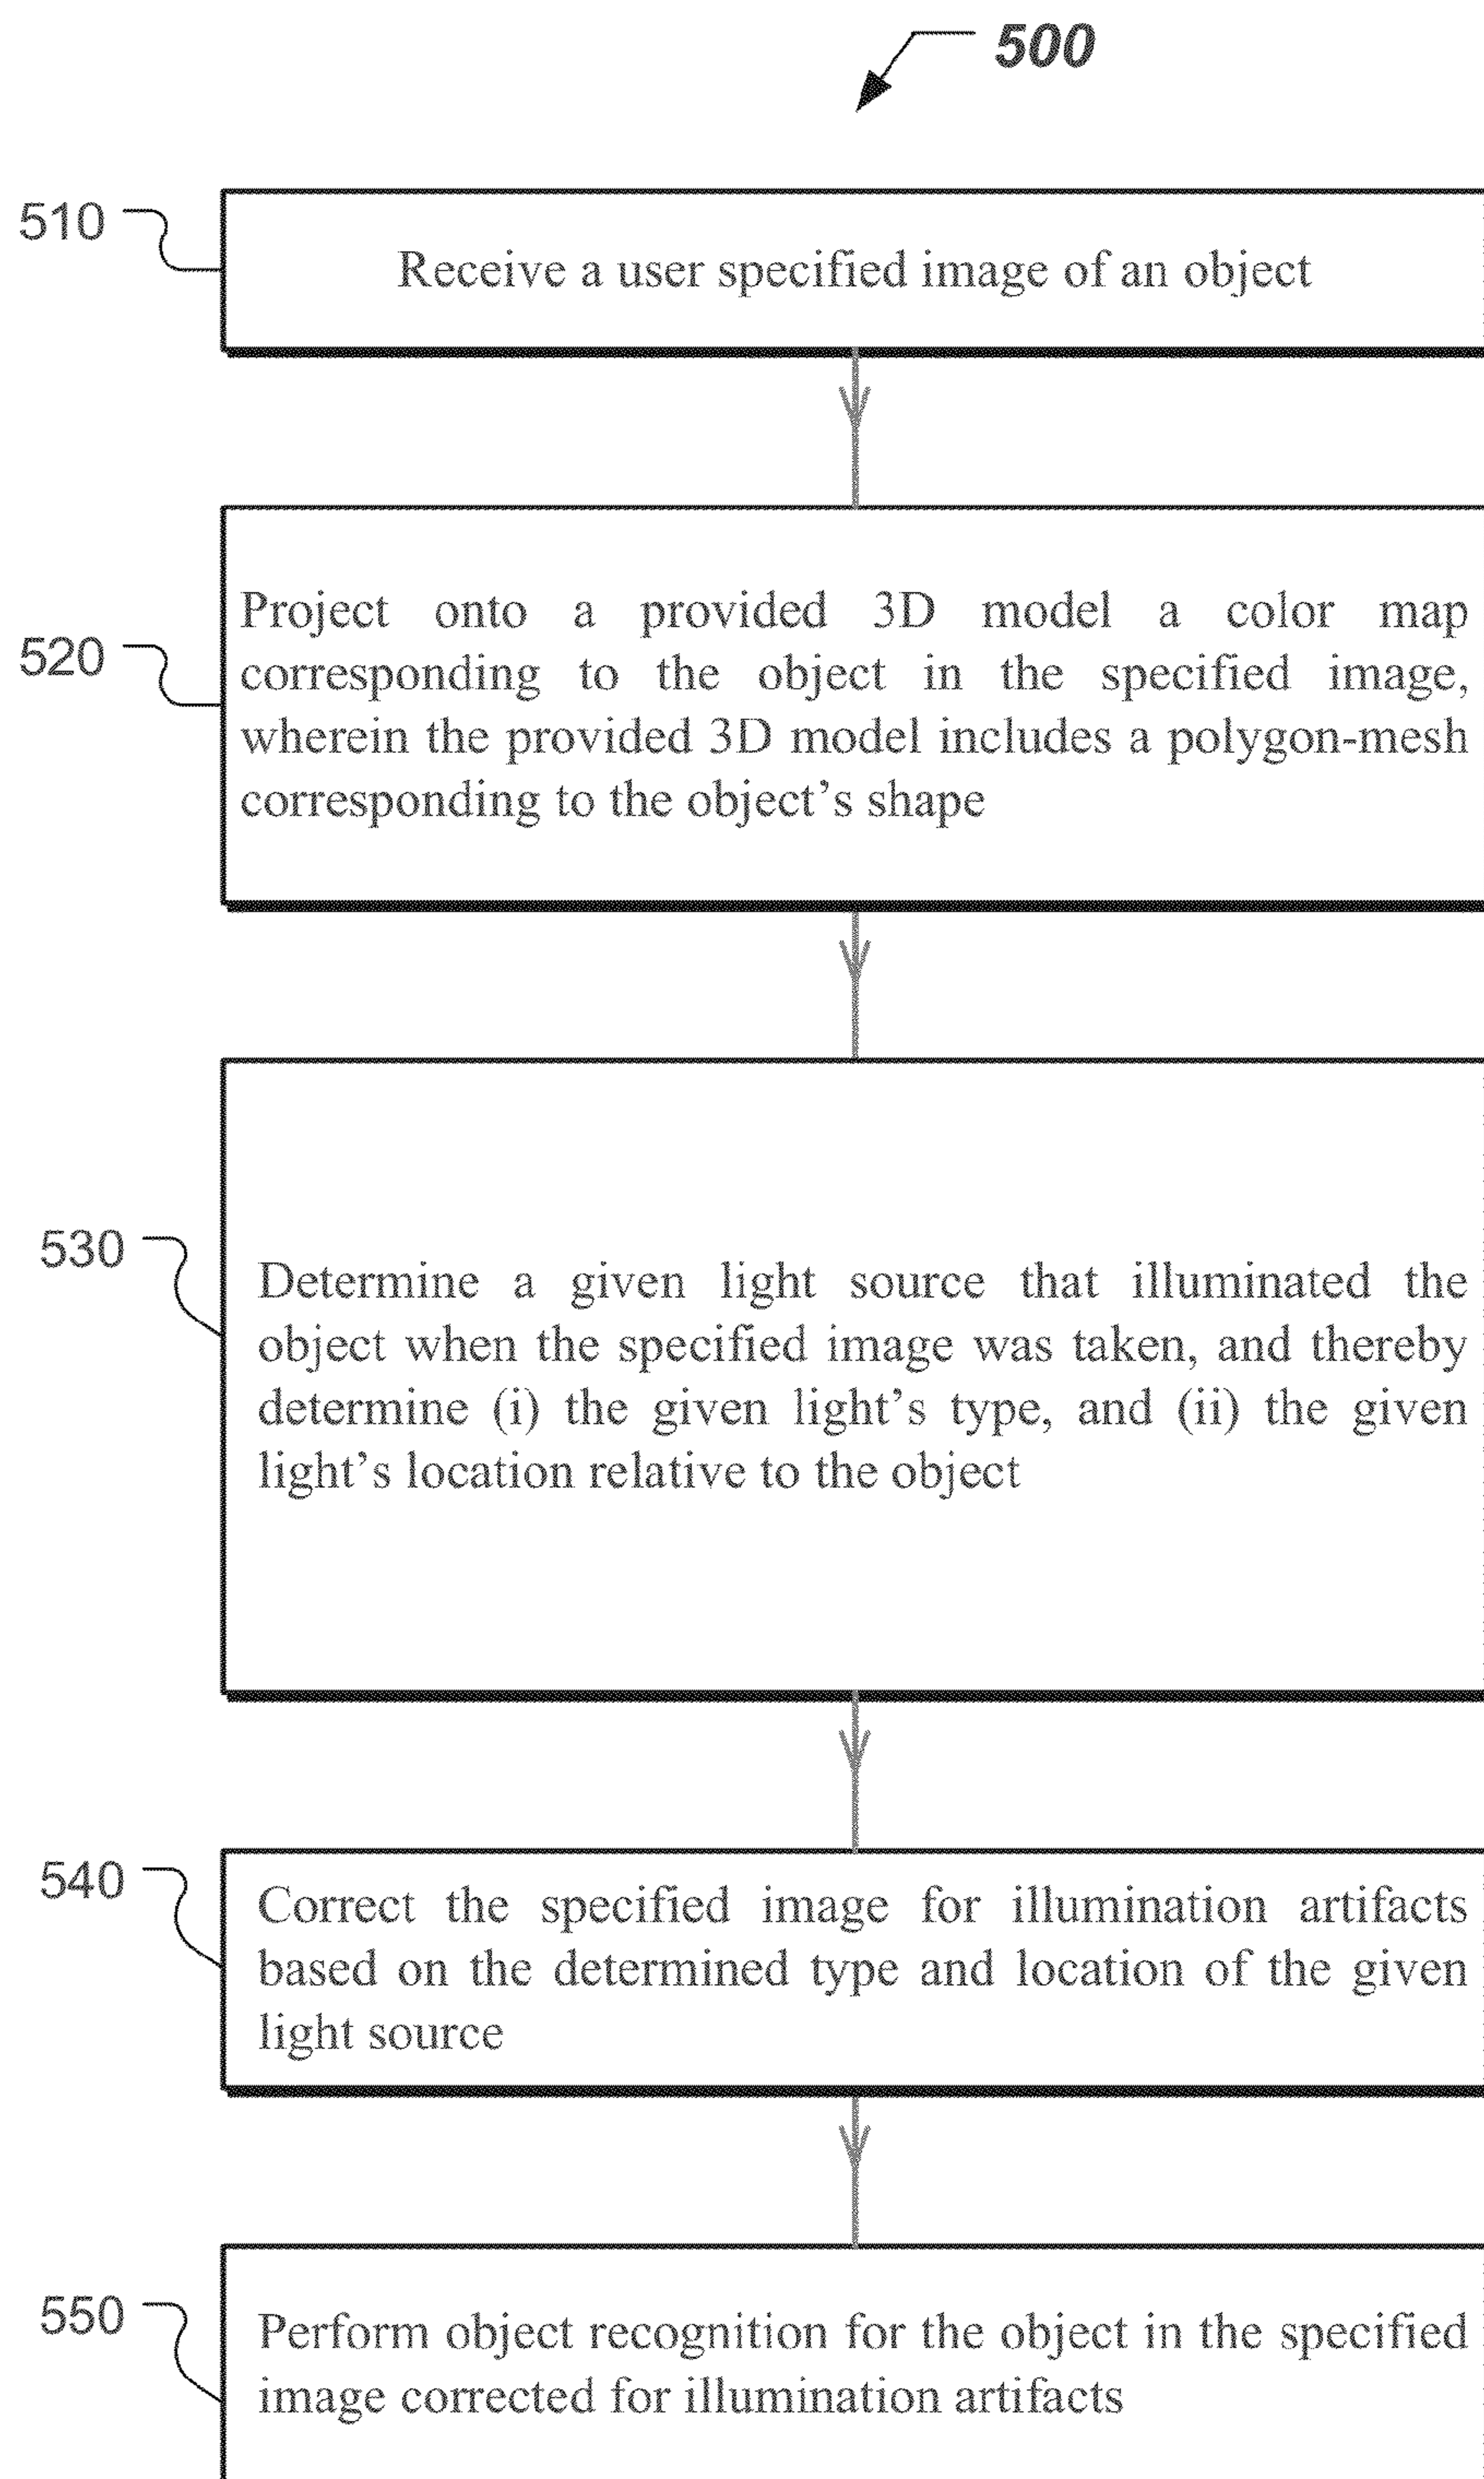 500
510
Receive a user specified image of an object
520
Project onto a provided 3D model a color map
corresponding to the object in the specified image,
wherein the provided 3D model includes a polygon-mesh
corresponding to the object’s shape
530
Determine a given light source that illuminated the
object when the specified image was taken, and thereby
determine (i) the given light’s type, and (ii) the given
light’s location relative to the object
540
Correct the specified image for illumination artifacts
based on the determined type and location of the given
light source
550
Perform object recognition for the object in the specified
image corrected for illumination artifacts